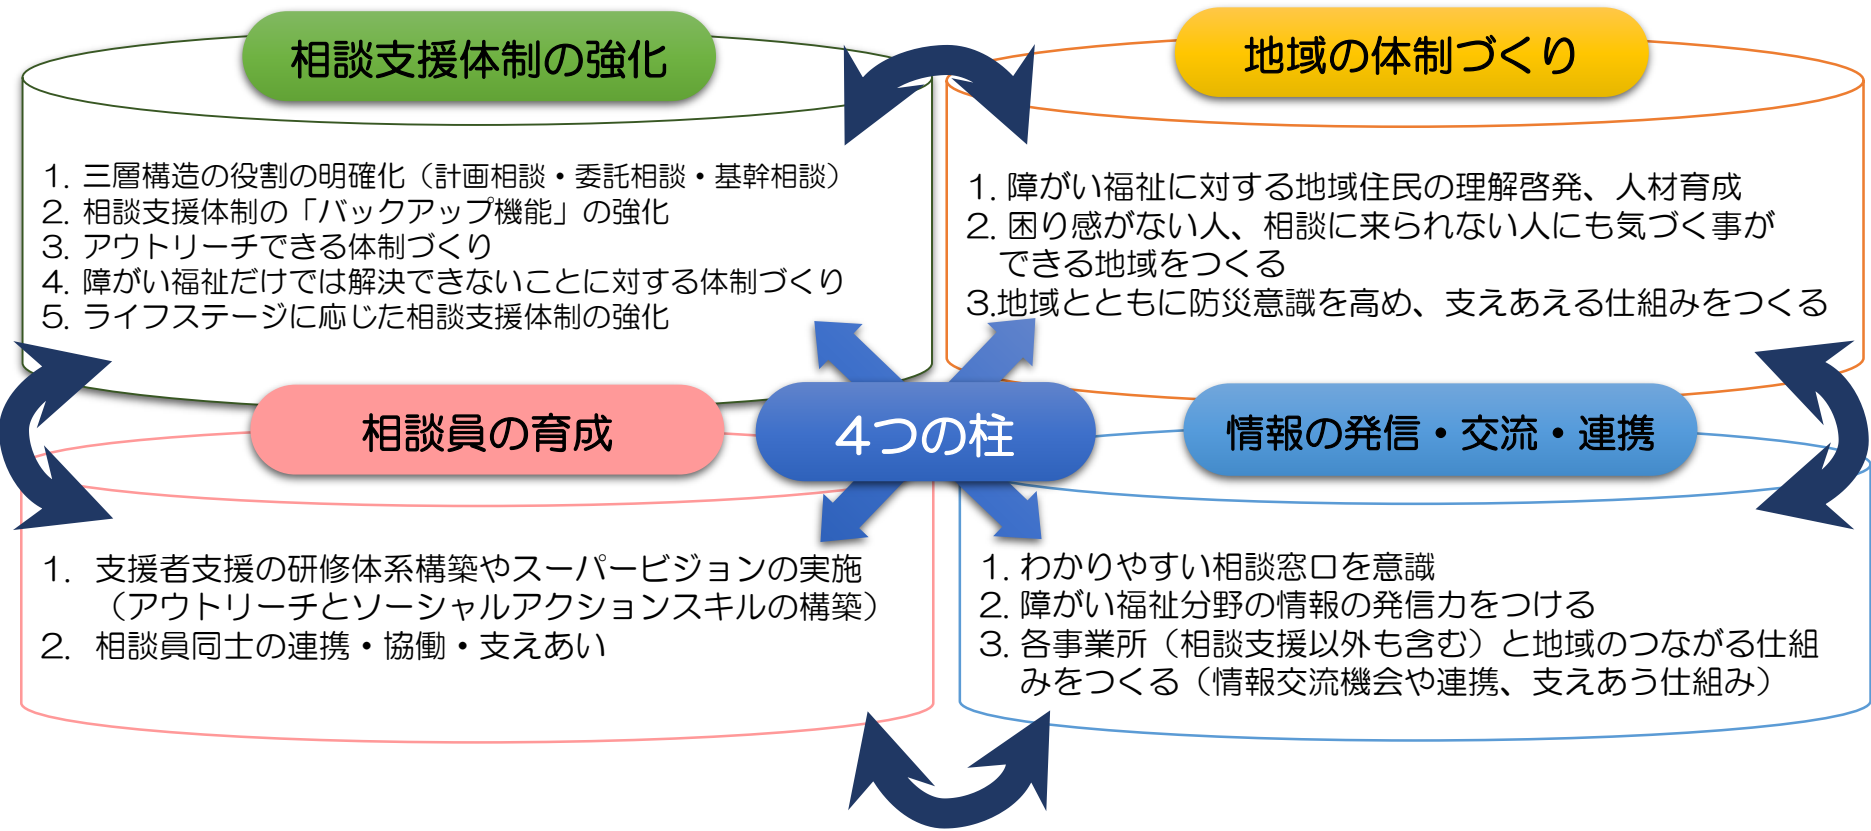 相談支援体制の強化
1. 三層構造の役割の明確化（計画相談・委託相談・基幹相談）
2. 相談支援体制の「バックアップ機能」の強化
3. アウトリーチできる体制づくり
4. 障がい福祉だけでは解決できないことに対する体制づくり
5. ライフステージに応じた相談支援体制の強化
地域の体制づくり
1. 障がい福祉に対する地域住民の理解啓発、人材育成
2. 困り感がない人、相談に来られない人にも気づく事が
できる地域をつくる
3.地域とともに防災意識を高め、支えあえる仕組みをつくる
4つの柱
相談員の育成
1. 支援者支援の研修体系構築やスーパービジョンの実施
（アウトリーチとソーシャルアクションスキルの構築）
2. 相談員同士の連携・協働・支えあい
情報の発信・交流・連携
1. わかりやすい相談窓口を意識
2. 障がい福祉分野の情報の発信力をつける
3. 各事業所（相談支援以外も含む）と地域のつながる仕組
みをつくる（情報交流機会や連携、支えあう仕組み）